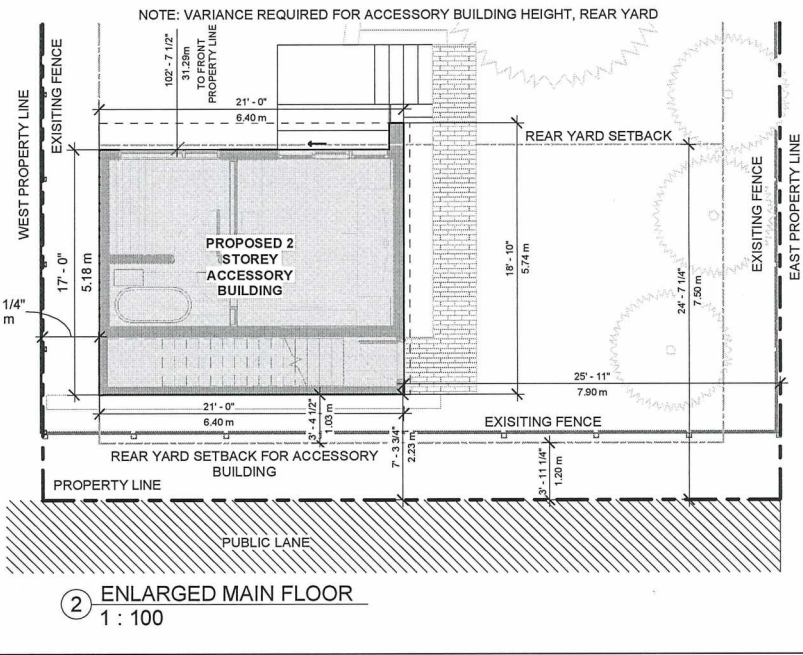 NOTE: VARIANCE REQUIRED FOR ACCESSORY BUILDING HEIGHT, REAR YARD
WEST PROPERTY LINE
EXISITING FENCE
102' - 7 1/2"
31.29m
TO FRONT
PROPERTY LINE
21' - 0"
6.40 m
REAR YARD SETBACK
EXISITING FENCE
EAST PROPERTY LINE
17' - 0"
5.18 m
PROPOSED 2
STOREY
ACCESSORY
BUILDING
18' - 10"
5.74 m
24' - 7 1/4"
7.50 m
1/4"
m
25' - 11"
7.90 m
21' - 0"
6.40 m
3' - 4 1/2"
1.03 m
7' - 3 3/4"
2.23 m
EXISITING FENCE
3' - 11 1/4"
1.20 m
REAR YARD SETBACK FOR ACCESSORY
BUILDING
PROPERTY LINE
PUBLIC LANE
2
ENLARGED MAIN FLOOR
1 : 100